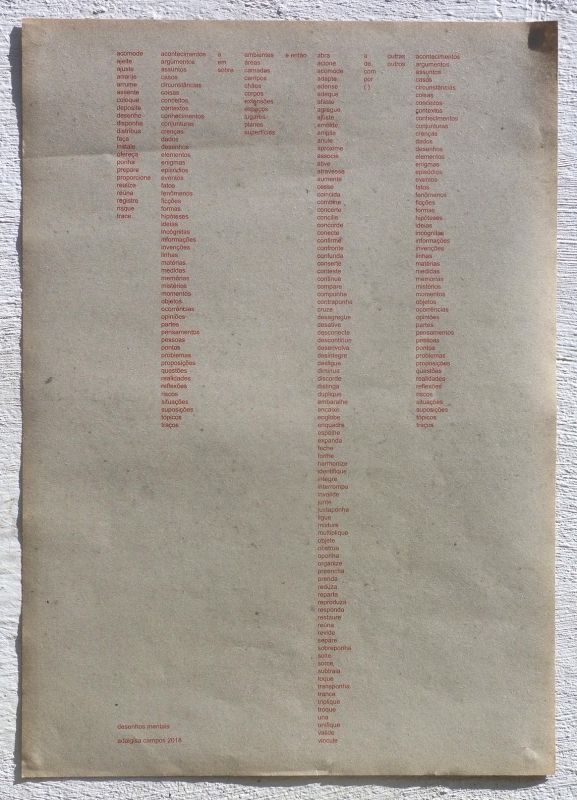 acomode
ajeite
ajuste
arranje
arrume
assente
coloque
deposite
desenhe
disponha
distribua
faça
instale
ofereça
ponha
prepare
proporcione
realize
reúna
registre
risque
trace
acontecimentos
argumentos
assuntos
casos
circunstâncias
coisas
conceitos
contextos
conhecimentos
conjunturas
crenças
dados
desenhos
elementos
enigmas
episódios
eventos
fatos
fenômenos
ficções
formas
hipóteses
ideias
incógnitas
informações
invenções
linhas
matérias
medidas
memórias
mistérios
momentos
objetos
ocorrências
opiniões
partes
pensamentos
pessoas
pontos
problemas
proposições
questões
realidades
reflexões
riscos
situações
suposições
tópicos
traços
a
em
sobre
ambientes
áreas
camadas
campos
chãos
corpos
extensões
espaços
lugares
planos
superfícies
e então
abra
acione
acomode
adapte
adense
adeque
afaste
agregue
ajuste
amolde
amplie
anule
aproxime
associe
ative
atravesse
aumente
cesse
coincida
combine
concerte
concilie
concorde
conecte
confirme
confronte
confunda
conserte
conteste
continue
compare
componha
contraponha
cruze
desagregue
desative
desconecte
descontinue
desenvolva
desintegre
desligue
diminua
discorde
distinga
duplique
embaralhe
encaixe
englobe
enquadre
espelhe
expanda
feche
forme
harmonize
identifique
integre
interrompa
invalide
junte
justaponha
ligue
misture
multiplique
objete
obstrua
oponha
organize
preencha
prenda
reduza
reparta
reproduza
responda
restaure
reúna
revide
separe
sobreponha
solte
some
subtraia
toque
transponha
trance
triplique
troque
una
unifique
valide
vincule
a
de
com
por
( )
outras
outros
acontecimentos
argumentos
assuntos
casos
circunstâncias
coisas
conceitos
contextos
conhecimentos
conjunturas
crenças
dados
desenhos
elementos
enigmas
episódios
eventos
fatos
fenômenos
ficções
formas
hipóteses
ideias
incógnitas
informações
invenções
linhas
matérias
medidas
memórias
mistérios
momentos
objetos
ocorrências
opiniões
partes
pensamentos
pessoas
pontos
problemas
proposições
questões
realidades
reflexões
riscos
situações
suposições
tópicos
traços
desenhos mentais
adalgisa campos 2018